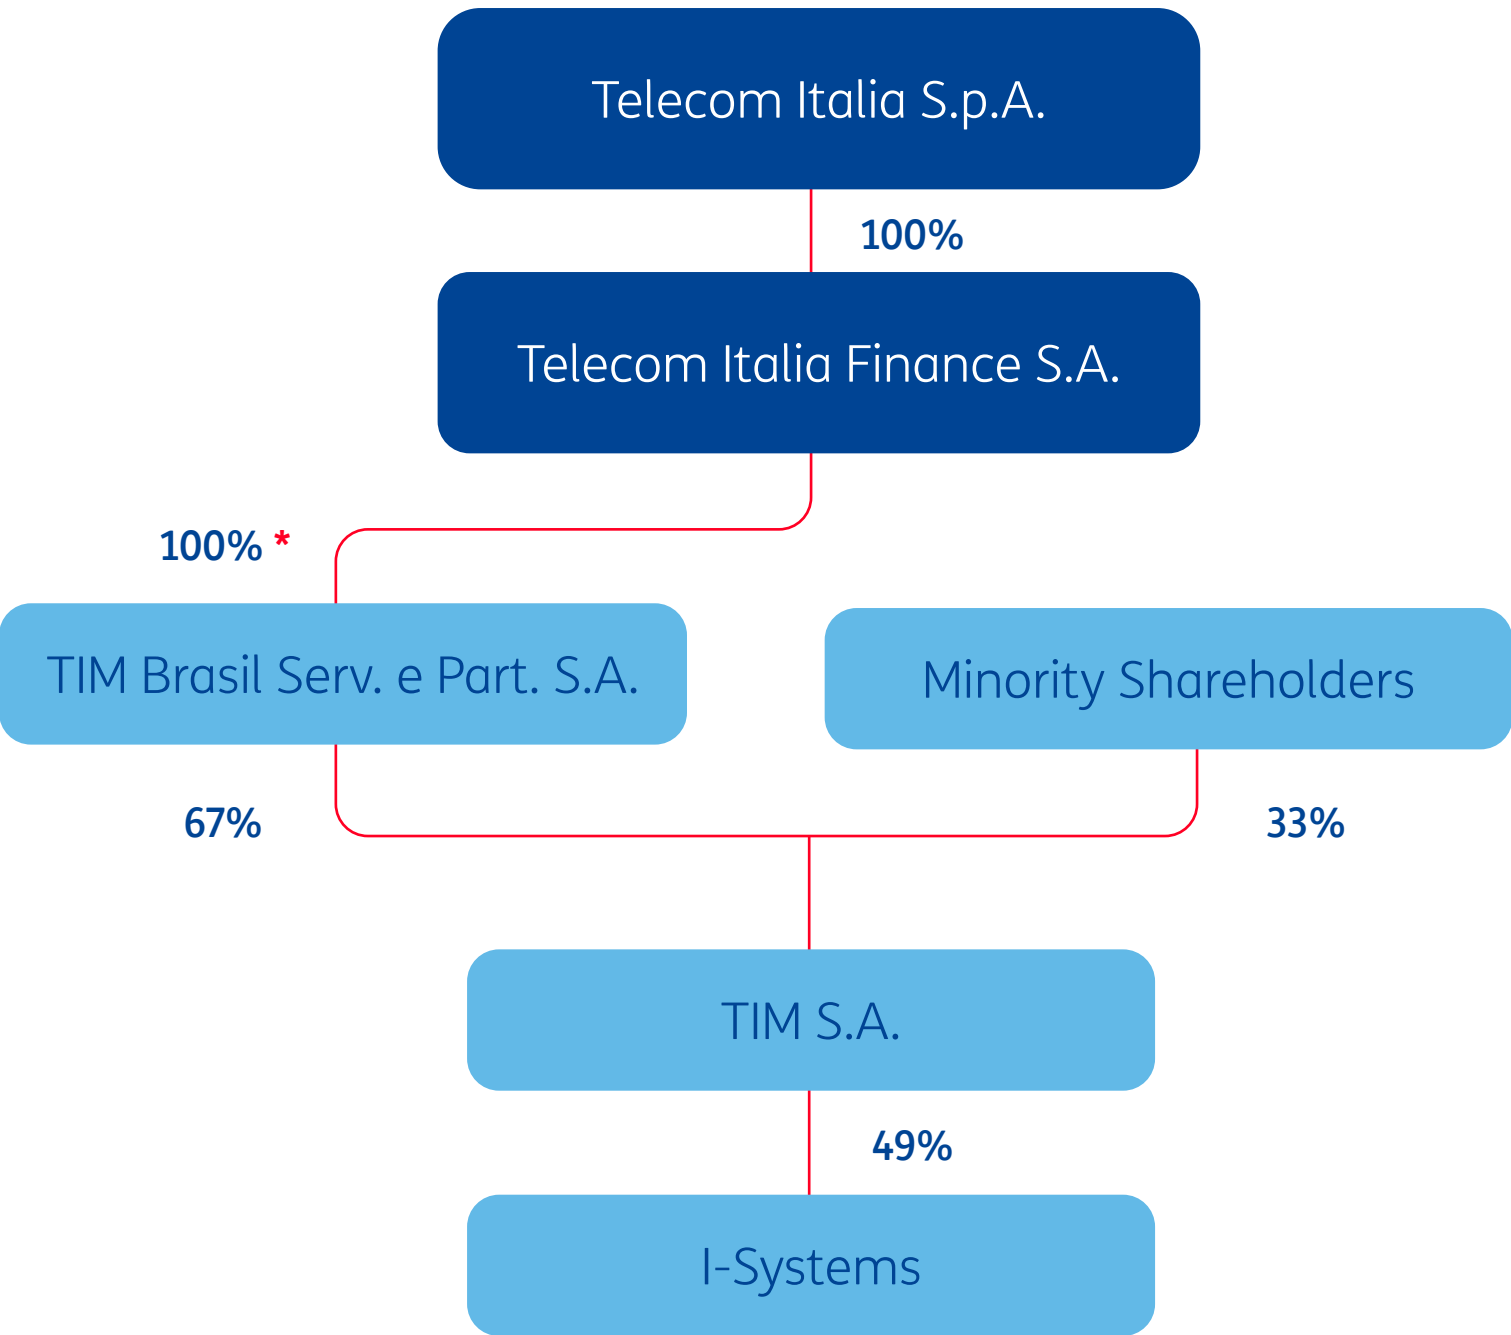 Telecom Italia S.p.A.
100%
Telecom Italia Finance S.A.
100% *
TIM Brasil Serv. e Part. S.A.
Minority Shareholders
67%
33%
TIM S.A.
49%
I-Systems